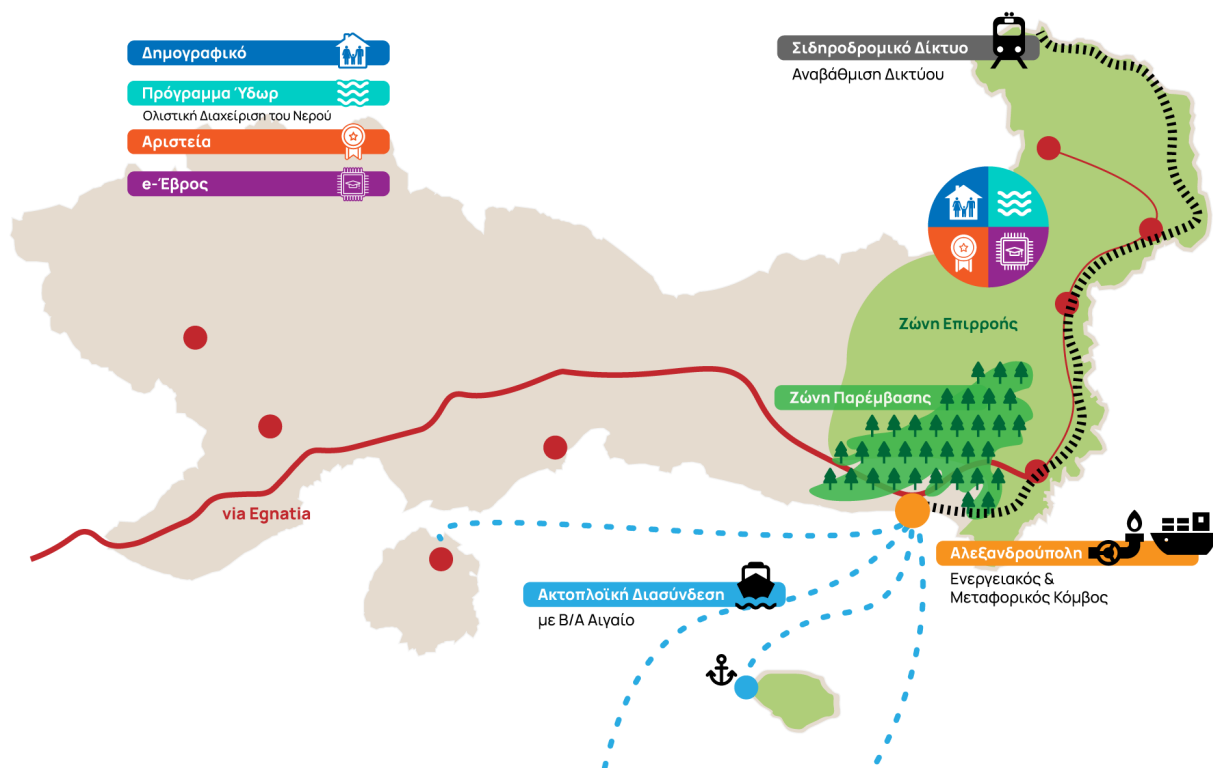 Δημογραφικό
Πρόγραμμα Ύδωρ
Ολιστική Διαχείριση του Νερού
Αριστεία
e-Έβρος
Σιδηροδρομικό Δίκτυο
Αναβάθμιση Δικτύου
Ζώνη Επιρροής
Ζώνη Παρέμβασης
via Egnatia
Αλεξανδρούπολη
Ενεργειακός &
Μεταφορικός Κόμβος
Ακτοπλοϊκή Διασύνδεση
με Β/Α Αιγαίο